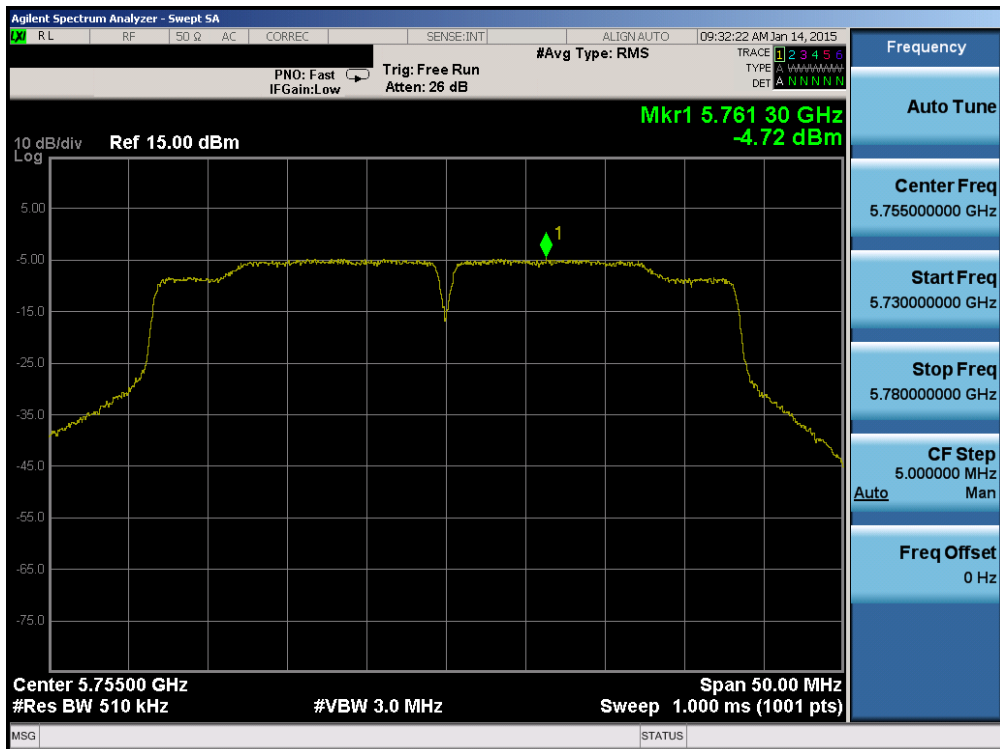 Agilent Spectrum Analyzer - Swept SA
LXI RL RF 50 Ω AC CORREC SENSE:INT ALIGN AUTO 09:32:22 AM Jan 14, 2015
PNO: Fast
IFGain:Low
Trig: Free Run
Atten: 26 dB
#Avg Type: RMS
TRACE 1 2 3 4 5 6
TYPE A WWWWW
DET A N N N N N
Mkr1 5.761 30 GHz
-4.72 dBm
10 dB/div Ref 15.00 dBm
Log
5.00
-5.00
-15.0
-25.0
-35.0
-45.0
-55.0
-65.0
-75.0
1
Center 5.75500 GHz Span 50.00 MHz
#Res BW 510 kHz #VBW 3.0 MHz Sweep 1.000 ms (1001 pts)
MSG STATUS
Frequency
Auto Tune
Center Freq
5.755000000 GHz
Start Freq
5.730000000 GHz
Stop Freq
5.780000000 GHz
CF Step
5.000000 MHz
Auto Man
Freq Offset
0 Hz